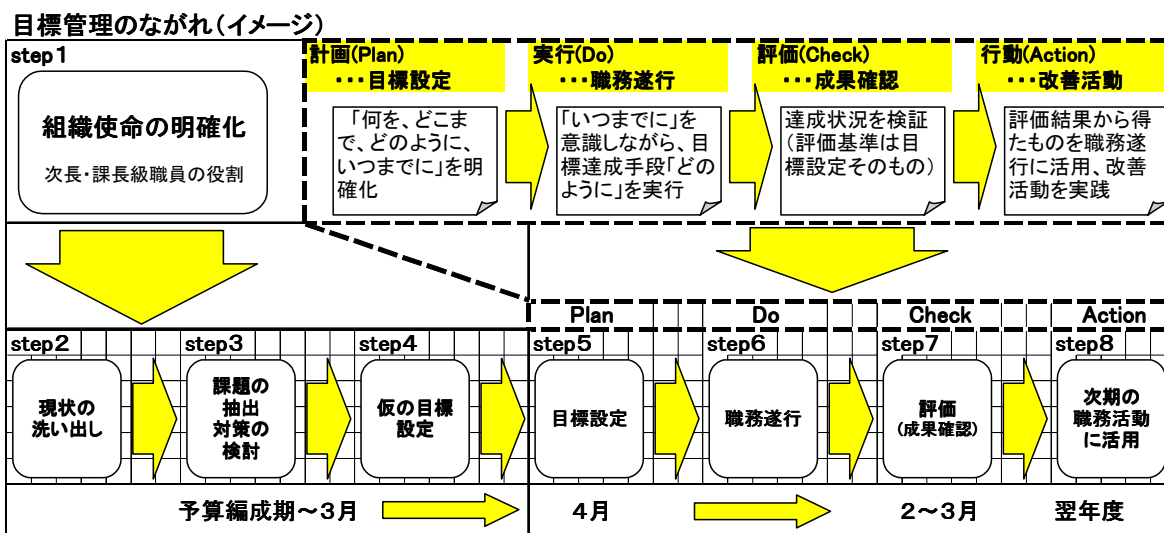 目標管理のながれ(イメージ)
step1
組織使命の明確化
次長・課長級職員の役割
計画(Plan)
・・・目標設定
「何を、どこま
で、どのように、
いつまでに」を明
確化
実行(Do)
・・・職務遂行
「いつまでに」を
意識しながら、目
標達成手段「どの
ように」を実行
評価(Check)
・・・成果確認
達成状況を検証
(評価基準は目
標設定そのもの)
行動(Action)
・・・改善活動
評価結果から得
たものを職務遂
行に活用、改善
活動を実践
Plan
Do
Check
Action
step2
現状の
洗い出し
step3
課題の
抽出
対策の
検討
step4
仮の目標
設定
step5
目標設定
step6
職務遂行
step7
評価
(成果確認)
step8
次期の
職務活動
に活用
予算編成期～3月
4月
2～3月
翌年度